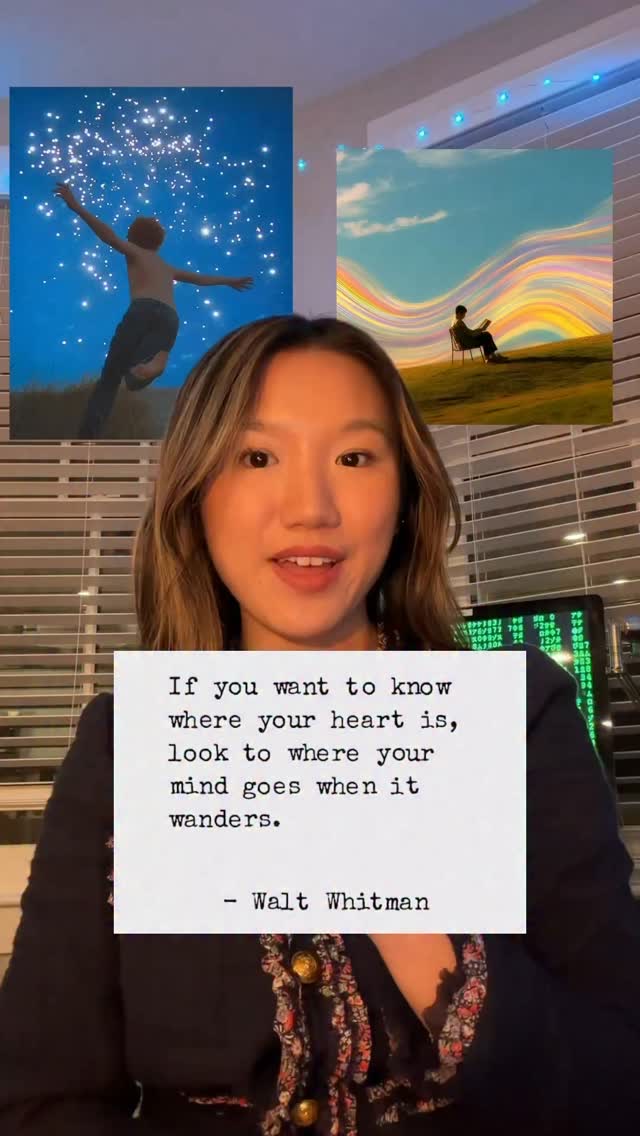 If you want to know
where your heart is,
look to where your
mind goes when it
wanders.
– Walt Whitman